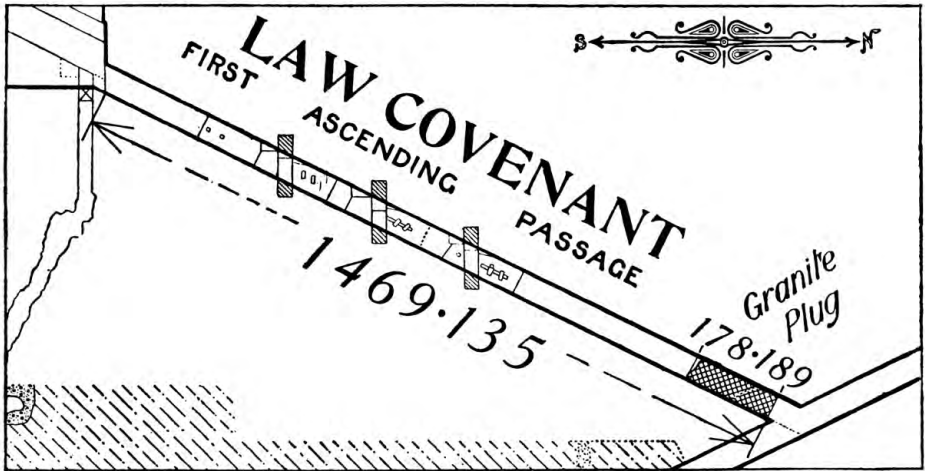 S N
LAW COVENANT
FIRST ASCENDING PASSAGE
1469·135
Granite
Plug
178·189